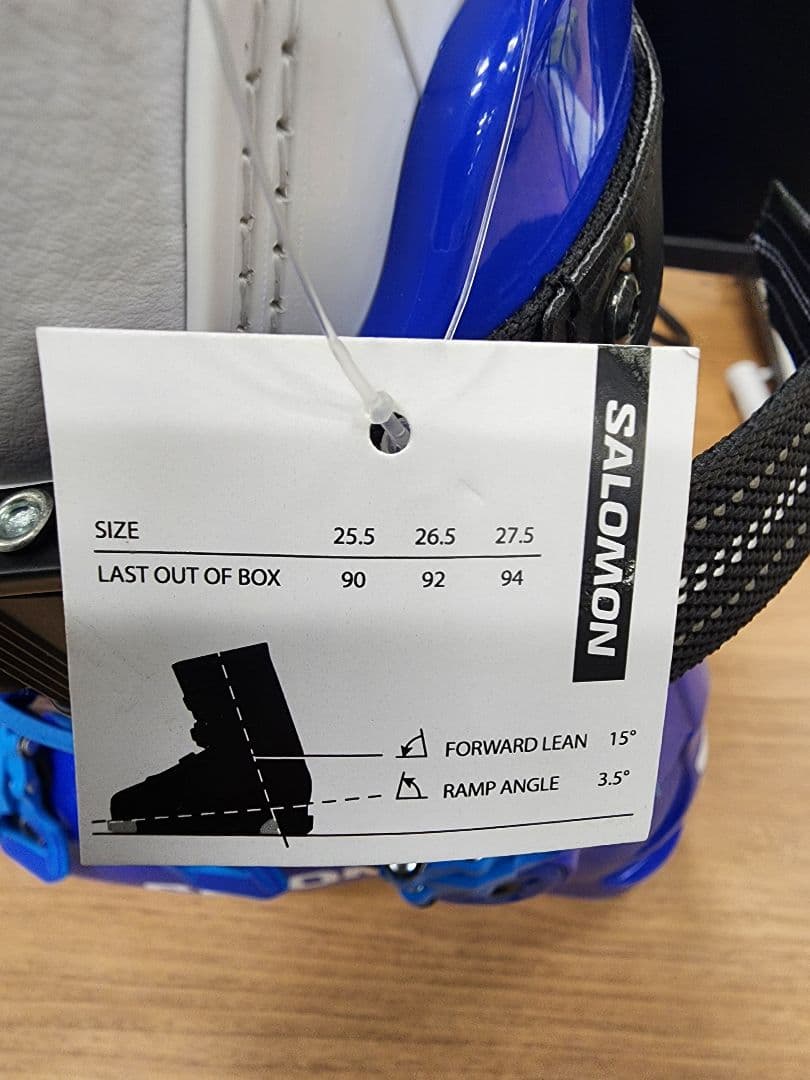 SALOMON
SIZE 25.5 26.5 27.5
LAST OUT OF BOX 90 92 94
FORWARD LEAN 15°
RAMP ANGLE 3.5°